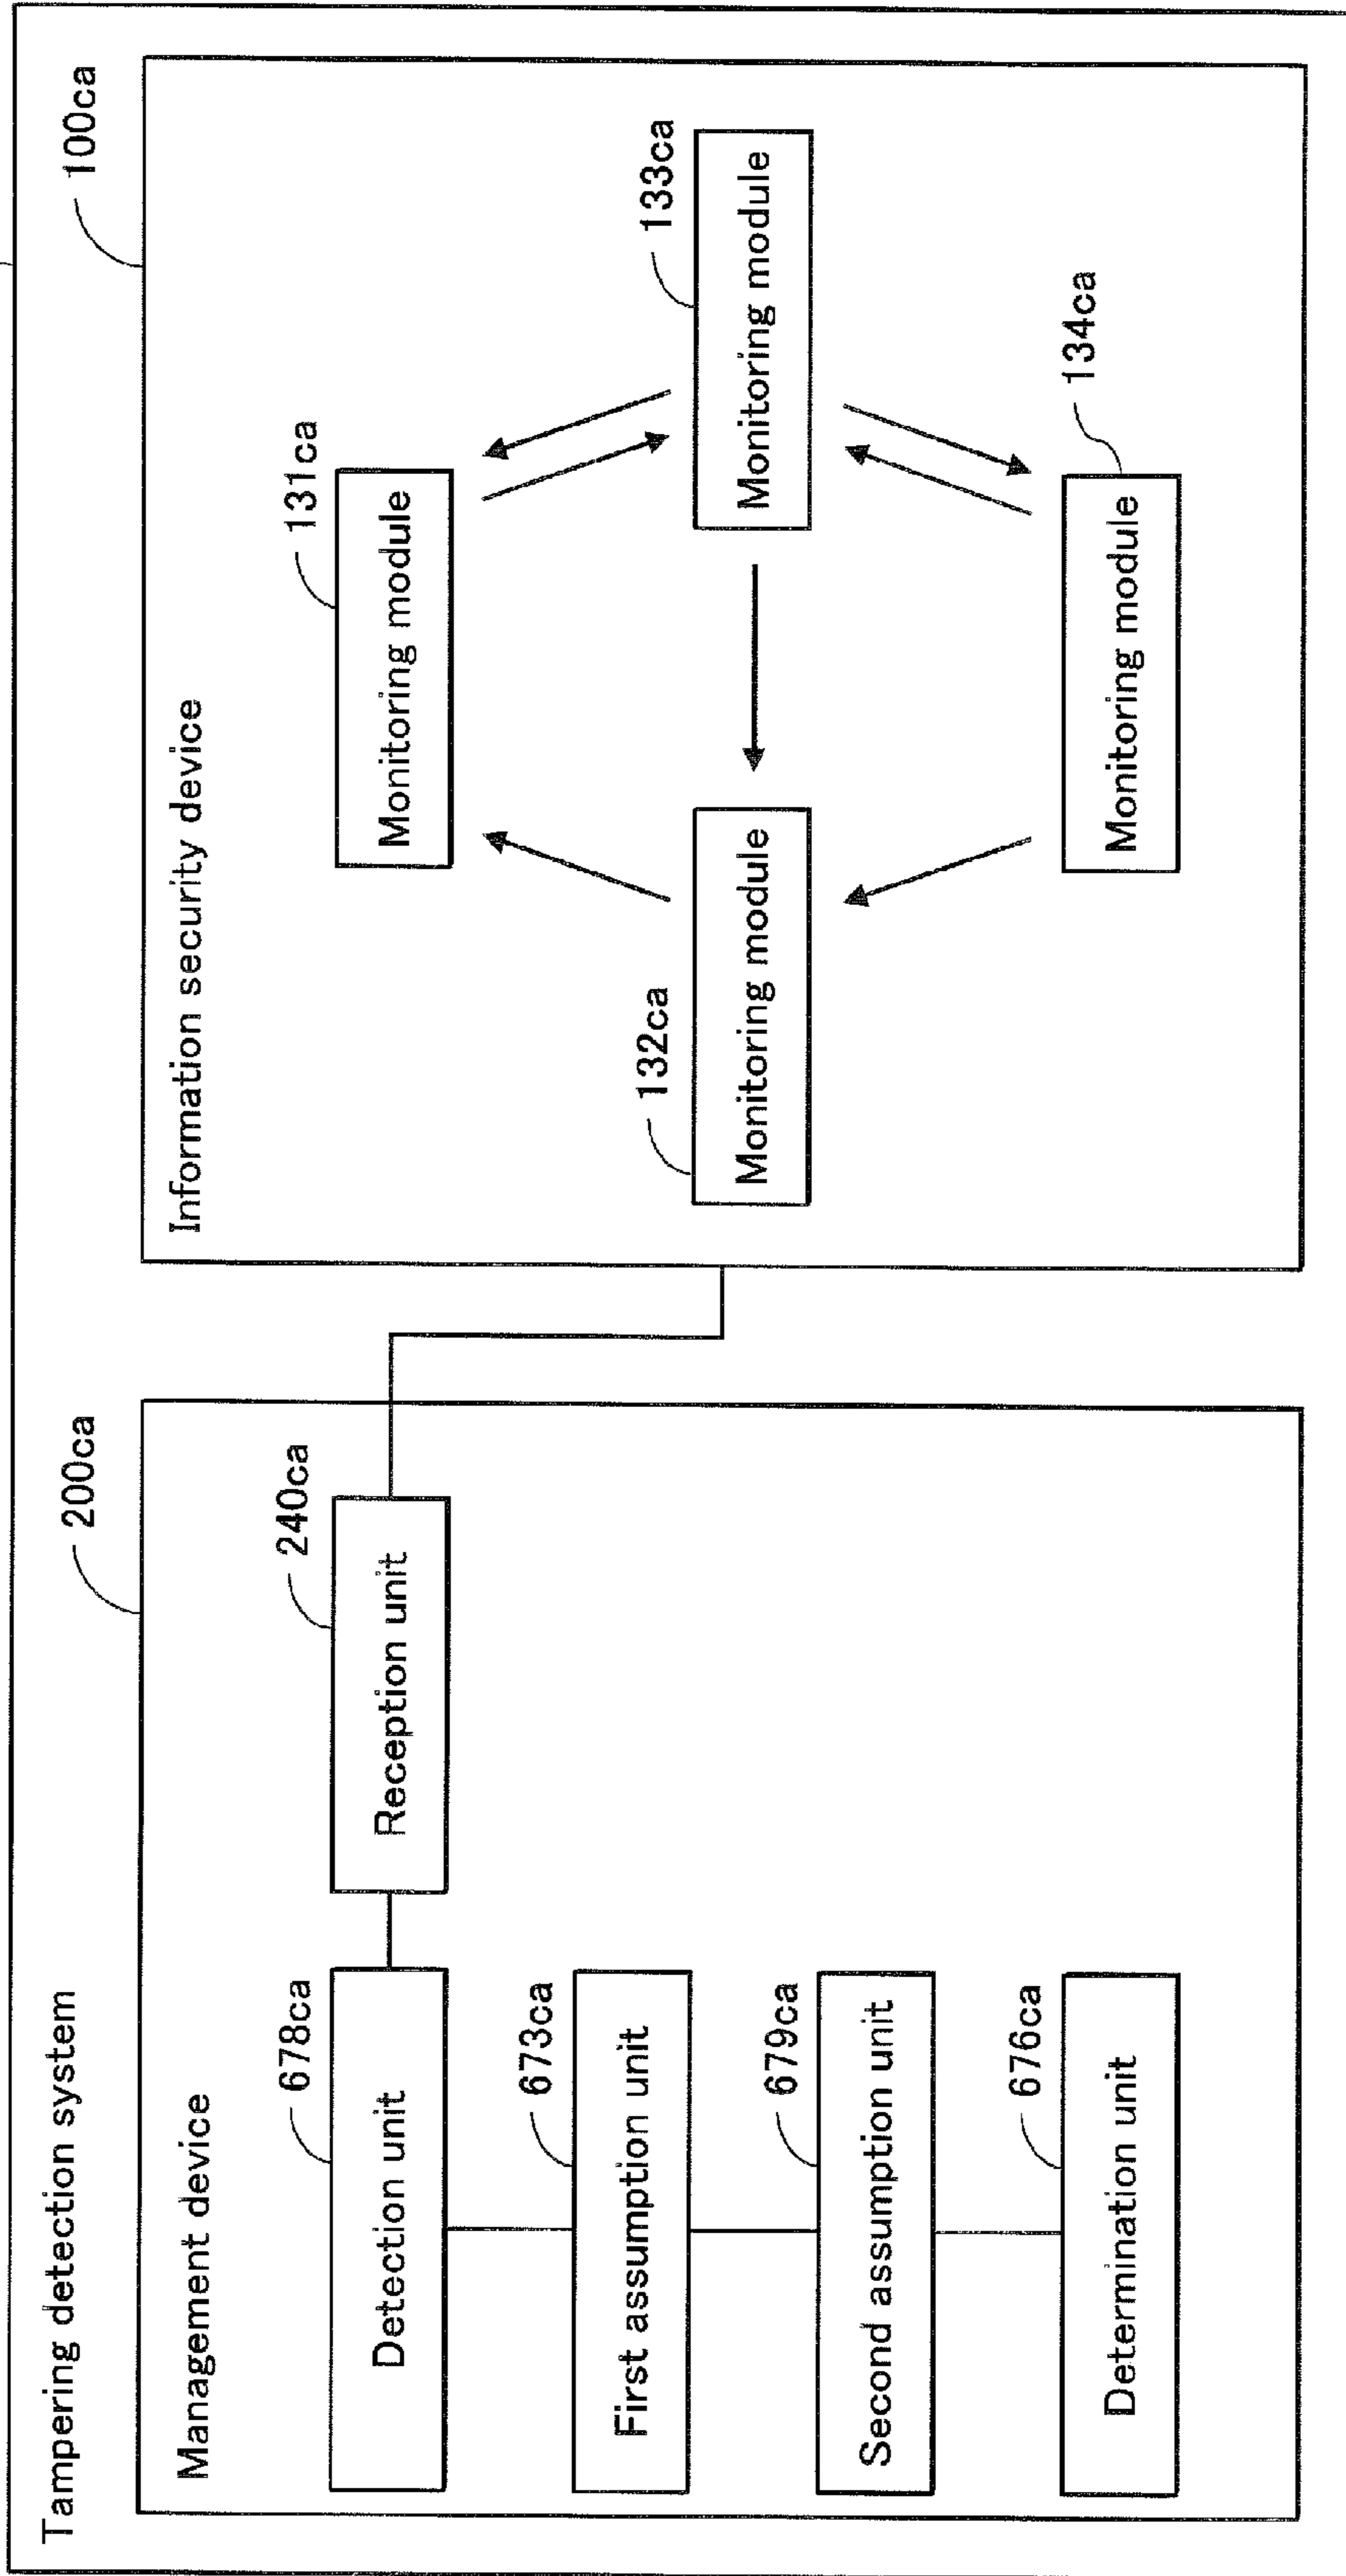 Tampering detection system
Management device
200ca
Detection unit
678ca
Reception unit
240ca
First assumption unit
673ca
Second assumption unit
679ca
Determination unit
676ca
Information security device
100ca
Monitoring module
131ca
Monitoring module
132ca
Monitoring module
133ca
Monitoring module
134ca